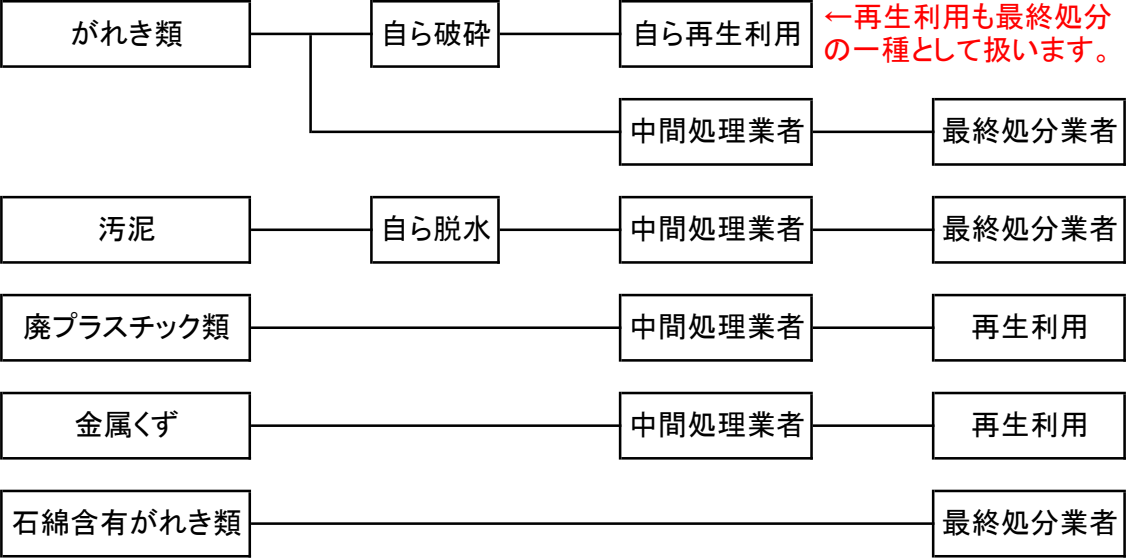 がれき類
自ら破砕
自ら再生利用
←再生利用も最終処分
の一種として扱います。
中間処理業者
最終処分業者
汚泥
自ら脱水
中間処理業者
最終処分業者
廃プラスチック類
中間処理業者
再生利用
金属くず
中間処理業者
再生利用
石綿含有がれき類
最終処分業者